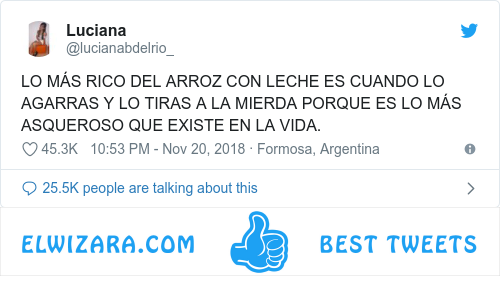 Luciana
@lucianabdelrio_
LO MÁS RICO DEL ARROZ CON LECHE ES CUANDO LO
AGARRAS Y LO TIRAS A LA MIERDA PORQUE ES LO MÁS
ASQUEROSO QUE EXISTE EN LA VIDA.
45.3K 10:53 PM - Nov 20, 2018 · Formosa, Argentina
25.5K people are talking about this
ELWIZARA.COM BEST TWEETS